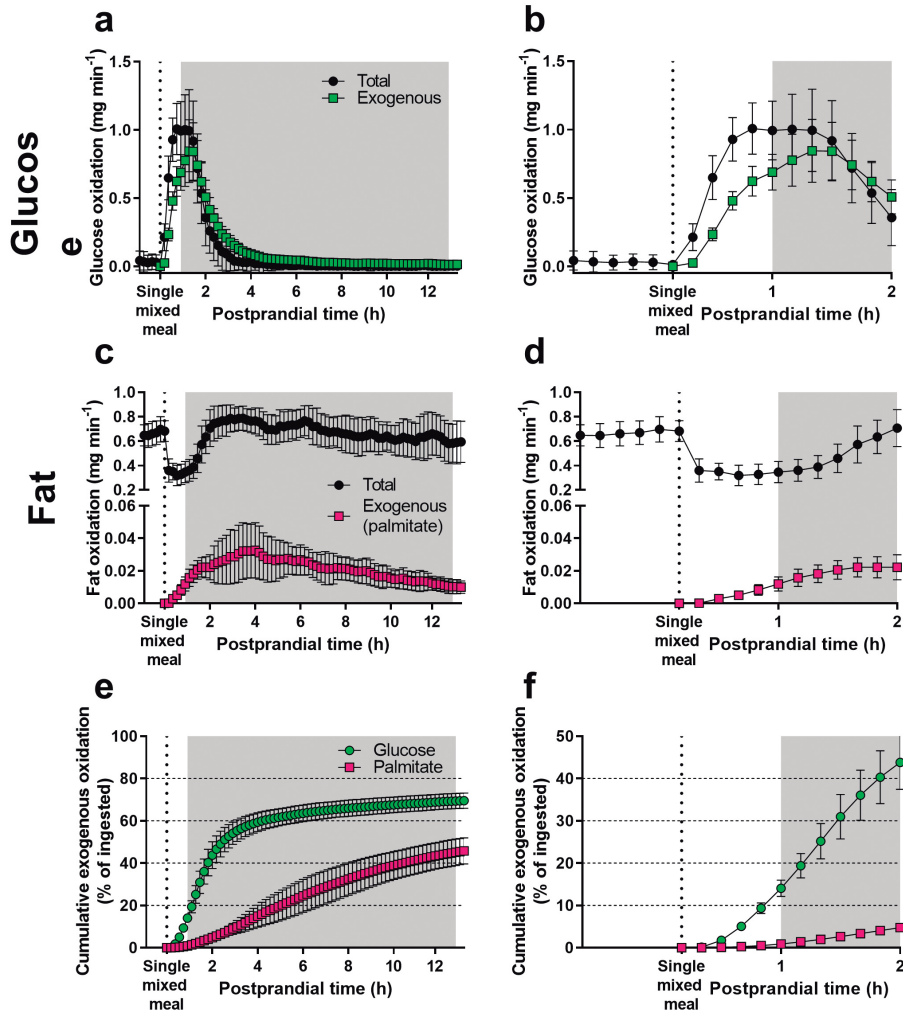 a
b
Glucos
e
Glucose oxidation (mg min⁻¹)
1.5
1.0
0.5
0.0
Total
Exogenous
Single
mixed
meal
2
4
6
8
10
12
Postprandial time (h)
Glucose oxidation (mg min⁻¹)
1.5
1.0
0.5
0.0
Single
mixed
meal
1
2
Postprandial time (h)
c
d
Fat
Fat oxidation (mg min⁻¹)
1.0
0.8
0.6
0.4
0.2
0.06
0.04
0.02
0.00
Total
Exogenous
(palmitate)
Single
mixed
meal
2
4
6
8
10
12
Postprandial time (h)
Fat oxidation (mg min⁻¹)
1.0
0.8
0.6
0.4
0.2
0.06
0.04
0.02
0.00
Single
mixed
meal
1
2
Postprandial time (h)
e
f
Cumulative exogenous oxidation
(% of ingested)
100
80
60
40
20
0
Glucose
Palmitate
Single
mixed
meal
2
4
6
8
10
12
Postprandial time (h)
Cumulative exogenous oxidation
(% of ingested)
50
40
30
20
10
0
Single
mixed
meal
1
2
Postprandial time (h)